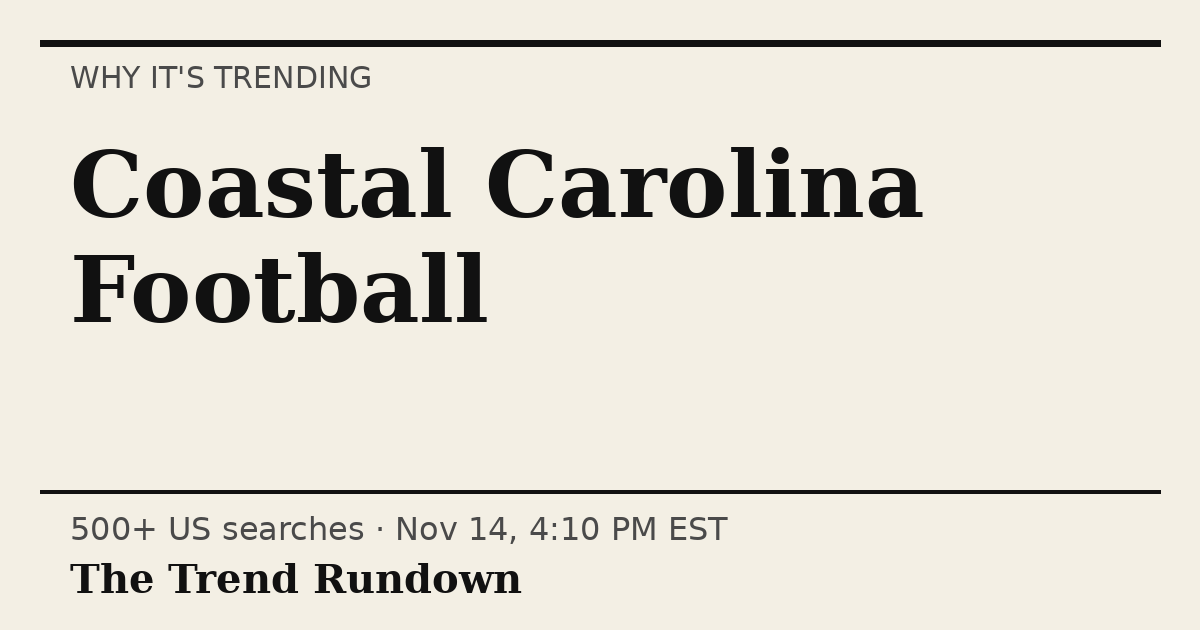 WHY IT'S TRENDING
Coastal Carolina
Football
500+ US searches · Nov 14, 4:10 PM EST
The Trend Rundown